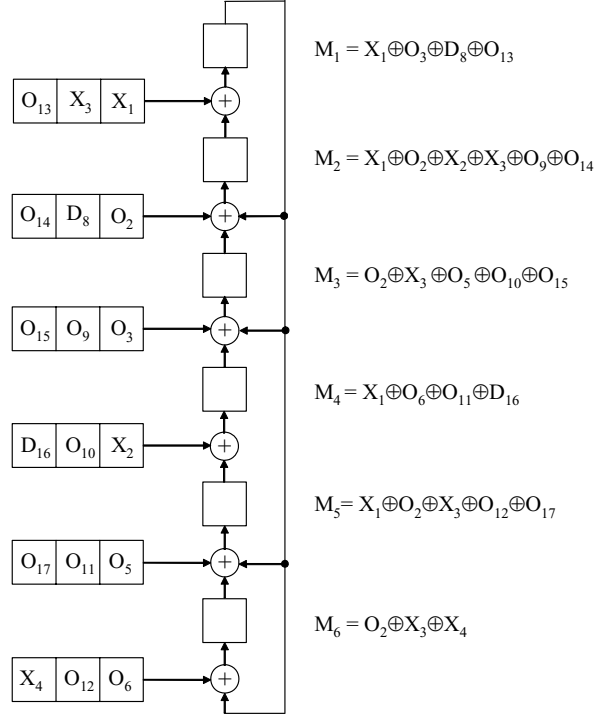 M₁ = X₁⊕O₃⊕D₈⊕O₁₃
O₁₃ X₃ X₁ +
M₂ = X₁⊕O₂⊕X₂⊕X₃⊕O₉⊕O₁₄
O₁₄ D₈ O₂ +
M₃ = O₂⊕X₃⊕O₅⊕O₁₀⊕O₁₅
O₁₅ O₉ O₃ +
M₄ = X₁⊕O₆⊕O₁₁⊕D₁₆
D₁₆ O₁₀ X₂ +
M₅= X₁⊕O₂⊕X₃⊕O₁₂⊕O₁₇
O₁₇ O₁₁ O₅ +
M₆ = O₂⊕X₃⊕X₄
X₄ O₁₂ O₆ +